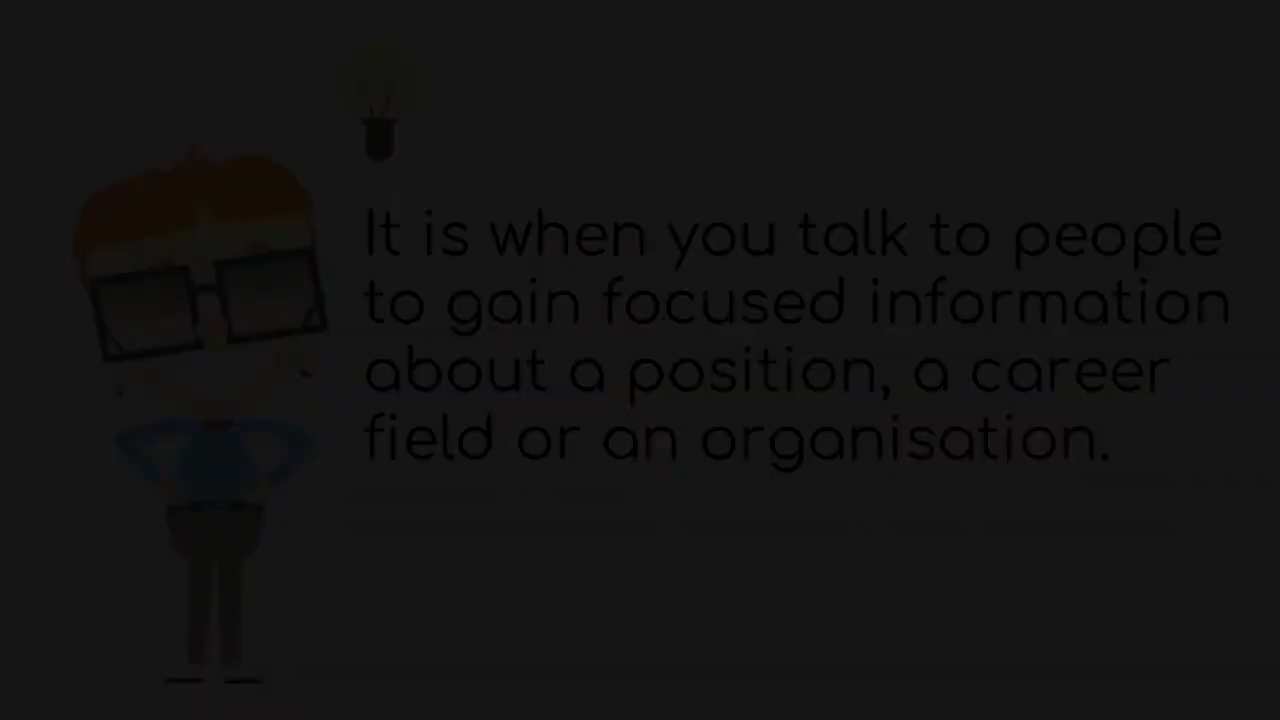 It is when you talk to people
to gain focused information
about a position, a career
field or an organisation.